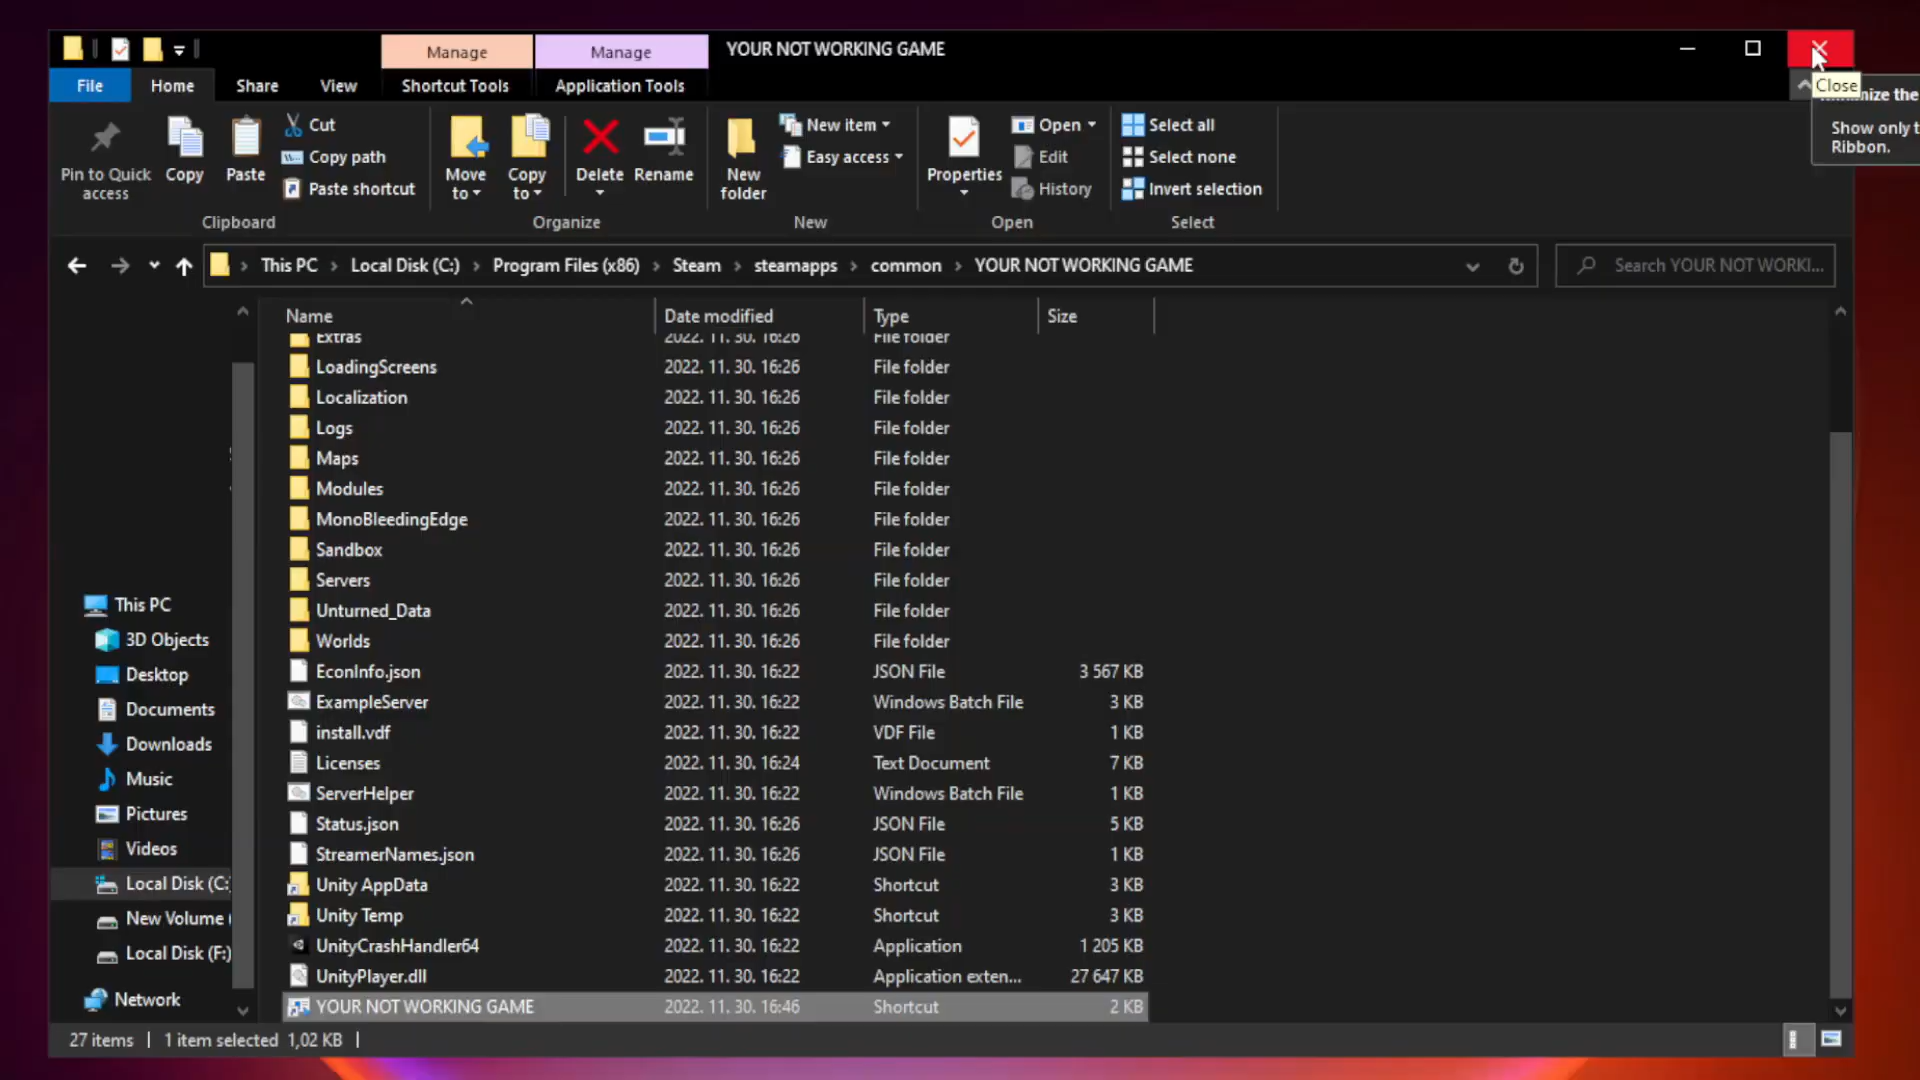 Manage
Manage
YOUR NOT WORKING GAME
File
Home
Share
View
Shortcut Tools
Application Tools
Close
Show only t
Ribbon.
Pin to Quick
access
Copy
Paste
Cut
Copy path
Paste shortcut
Clipboard
Move
to
Copy
to
Delete
Rename
Organize
New
folder
New item
Easy access
New
Properties
Open
Edit
History
Open
Select all
Select none
Invert selection
Select
This PC
Local Disk (C:)
Program Files (x86)
Steam
steamapps
common
YOUR NOT WORKING GAME
Search YOUR NOT WORKI...
Name
Date modified
Type
Size
Extras 2022. 11. 30. 16:26 File folder
LoadingScreens 2022. 11. 30. 16:26 File folder
Localization 2022. 11. 30. 16:26 File folder
Logs 2022. 11. 30. 16:26 File folder
Maps 2022. 11. 30. 16:26 File folder
Modules 2022. 11. 30. 16:26 File folder
MonoBleedingEdge 2022. 11. 30. 16:26 File folder
Sandbox 2022. 11. 30. 16:26 File folder
Servers 2022. 11. 30. 16:26 File folder
Unturned_Data 2022. 11. 30. 16:26 File folder
Worlds 2022. 11. 30. 16:26 File folder
EconInfo.json 2022. 11. 30. 16:22 JSON File 3 567 KB
ExampleServer 2022. 11. 30. 16:22 Windows Batch File 3 KB
install.vdf 2022. 11. 30. 16:22 VDF File 1 KB
Licenses 2022. 11. 30. 16:24 Text Document 7 KB
ServerHelper 2022. 11. 30. 16:22 Windows Batch File 1 KB
Status.json 2022. 11. 30. 16:26 JSON File 5 KB
StreamerNames.json 2022. 11. 30. 16:26 JSON File 1 KB
Unity AppData 2022. 11. 30. 16:22 Shortcut 3 KB
Unity Temp 2022. 11. 30. 16:22 Shortcut 3 KB
UnityCrashHandler64 2022. 11. 30. 16:22 Application 1 205 KB
UnityPlayer.dll 2022. 11. 30. 16:22 Application exten... 27 647 KB
YOUR NOT WORKING GAME 2022. 11. 30. 16:46 Shortcut 2 KB
This PC
3D Objects
Desktop
Documents
Downloads
Music
Pictures
Videos
Local Disk (C:
New Volume (
Local Disk (F:)
Network
27 items
1 item selected 1,02 KB